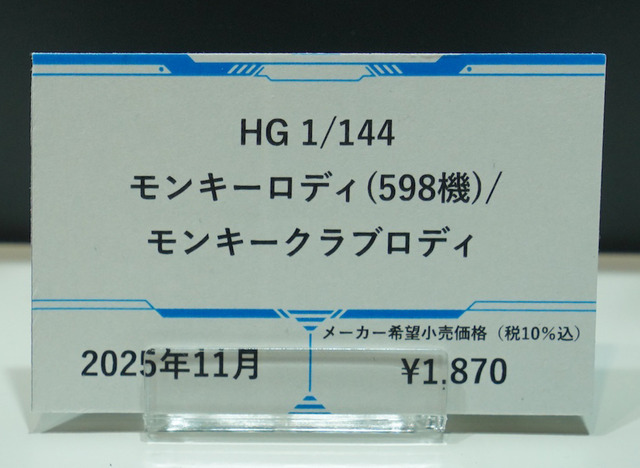 HG 1/144
モンキーロディ(598機)/
モンキークラブロディ
メーカー希望小売価格（税10%込）
2025年11月
¥1,870